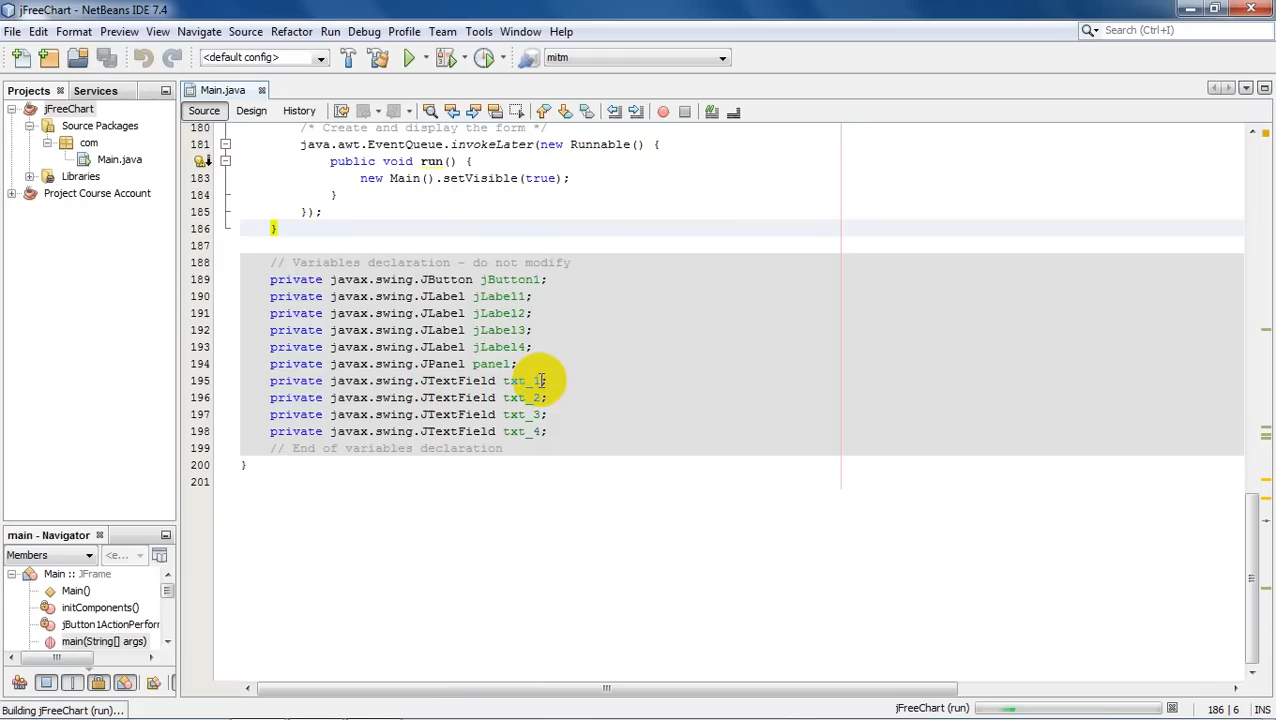 jFreeChart - NetBeans IDE 7.4
File Edit Format Preview View Navigate Source Refactor Run Debug Profile Team Tools Window Help
Search (Ctrl+I)
<default config>
mitm
Projects Services
Main.java
jFreeChart
Source Packages
com
Main.java
Libraries
Project Course Account
Source Design History
180 /* Create and display the form */
181 java.awt.EventQueue.invokeLater(new Runnable() {
public void run() {
183 new Main().setVisible(true);
184 }
185 });
186 }
187
188 // Variables declaration - do not modify
189 private javax.swing.JButton jButton1;
190 private javax.swing.JLabel jLabel1;
191 private javax.swing.JLabel jLabel2;
192 private javax.swing.JLabel jLabel3;
193 private javax.swing.JLabel jLabel4;
194 private javax.swing.JPanel panel;
195 private javax.swing.JTextField txt_1;
196 private javax.swing.JTextField txt_2;
197 private javax.swing.JTextField txt_3;
198 private javax.swing.JTextField txt_4;
199 // End of variables declaration
200 }
201
main - Navigator
Members
<e...
Main :: JFrame
Main()
initComponents()
jButton1ActionPerforr
main(String[] args)
Building jFreeChart (run)...
jFreeChart (run)
186 | 6
INS